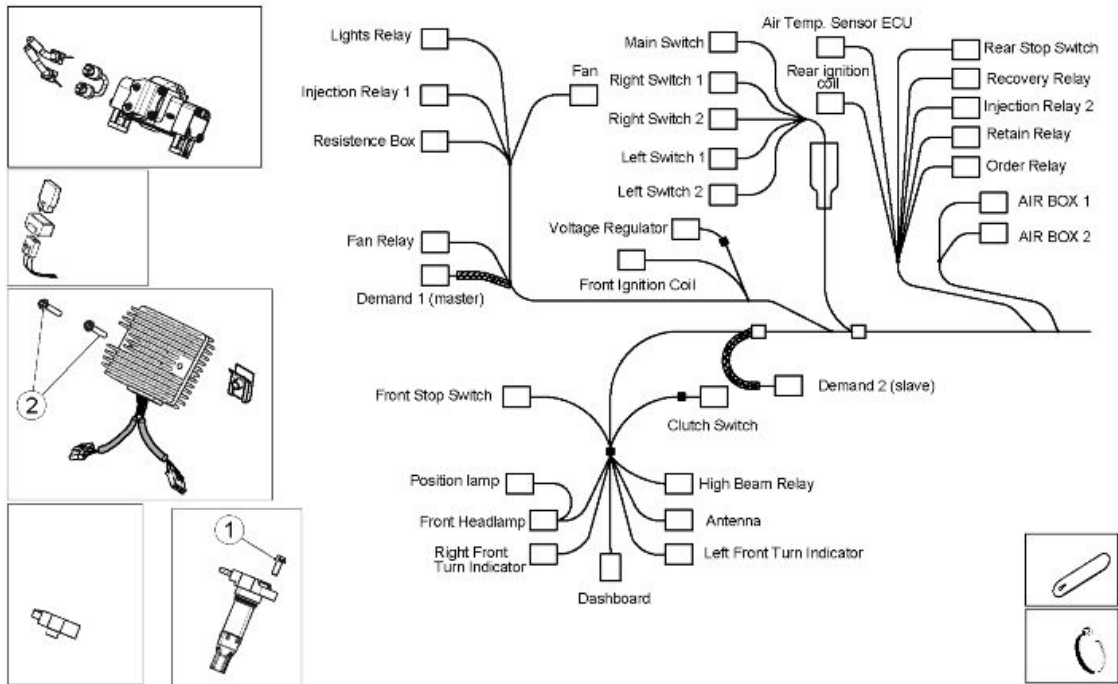 Lights Relay
Injection Relay 1
Resistence Box
Fan
Fan Relay
Demand 1 (master)
Main Switch
Right Switch 1
Right Switch 2
Left Switch 1
Left Switch 2
Voltage Regulator
Front Ignition Coil
Air Temp. Sensor ECU
Rear ignition
coil
Rear Stop Switch
Recovery Relay
Injection Relay 2
Retain Relay
Order Relay
AIR BOX 1
AIR BOX 2
Demand 2 (slave)
Front Stop Switch
Clutch Switch
Position lamp
Front Headlamp
Right Front
Turn Indicator
High Beam Relay
Antenna
Left Front Turn Indicator
Dashboard
2
1